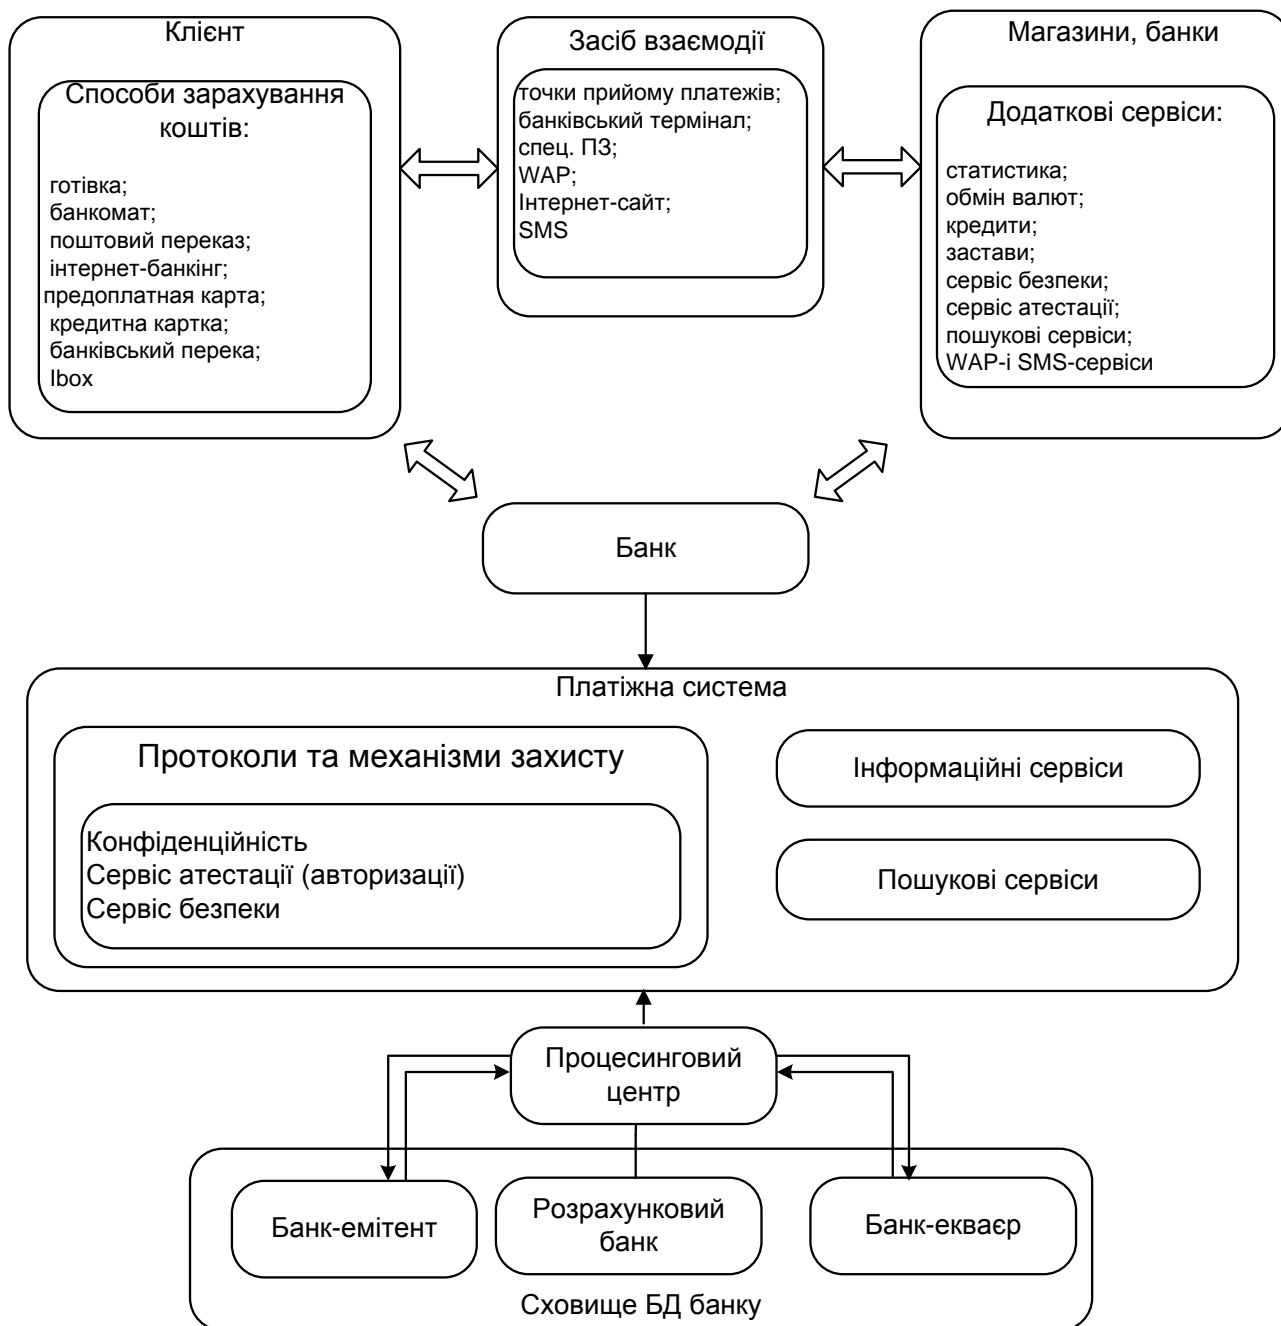 Клієнт
Способи зарахування
коштів:
готівка;
банкомат;
поштовий переказ;
інтернет-банкінг;
предоплатная карта;
кредитна картка;
банківський перека;
Ibox
Засіб взаємодії
точки прийому платежів;
банківський термінал;
спец. ПЗ;
WAP;
Інтернет-сайт;
SMS
Магазини, банки
Додаткові сервіси:
статистика;
обмін валют;
кредити;
застави;
сервіс безпеки;
сервіс атестації;
пошукові сервіси;
WAP-і SMS-сервіси
Банк
Платіжна система
Протоколи та механізми захисту
Конфіденційність
Сервіс атестації (авторизації)
Сервіс безпеки
Інформаційні сервіси
Пошукові сервіси
Процесинговий
центр
Банк-емітент
Розрахунковий
банк
Банк-екваєр
Сховище БД банку